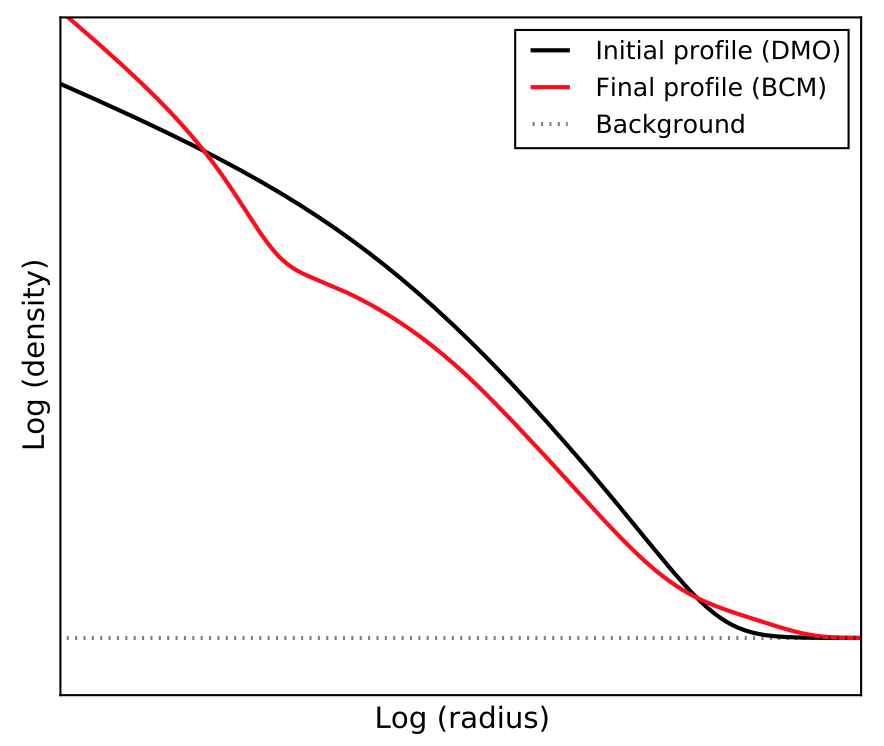 Initial profile (DMO)
Final profile (BCM)
Background
Log (density)
Log (radius)